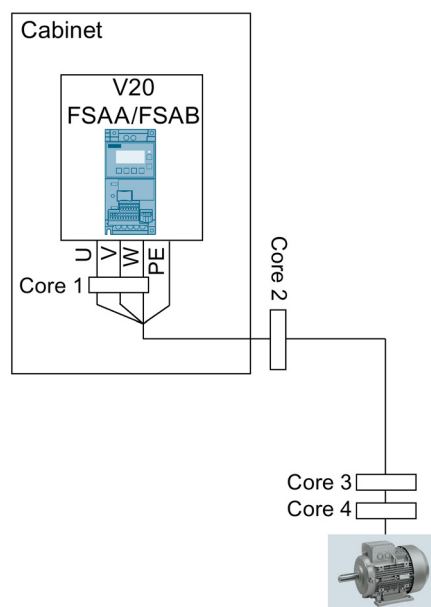 Cabinet
V20
FSAA/FSAB
U
V
W
PE
Core 1
Core 2
Core 3
Core 4